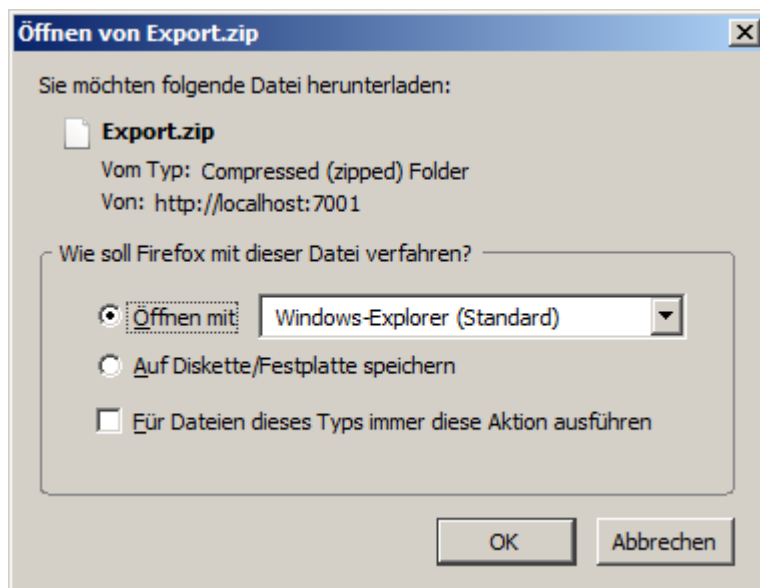 Öffnen von Export.zip
Sie möchten folgende Datei herunterladen:
Export.zip
Vom Typ: Compressed (zipped) Folder
Von: http://localhost:7001
Wie soll Firefox mit dieser Datei verfahren?
Öffnen mit Windows-Explorer (Standard)
Auf Diskette/Festplatte speichern
Für Dateien dieses Typs immer diese Aktion ausführen
OK Abbrechen